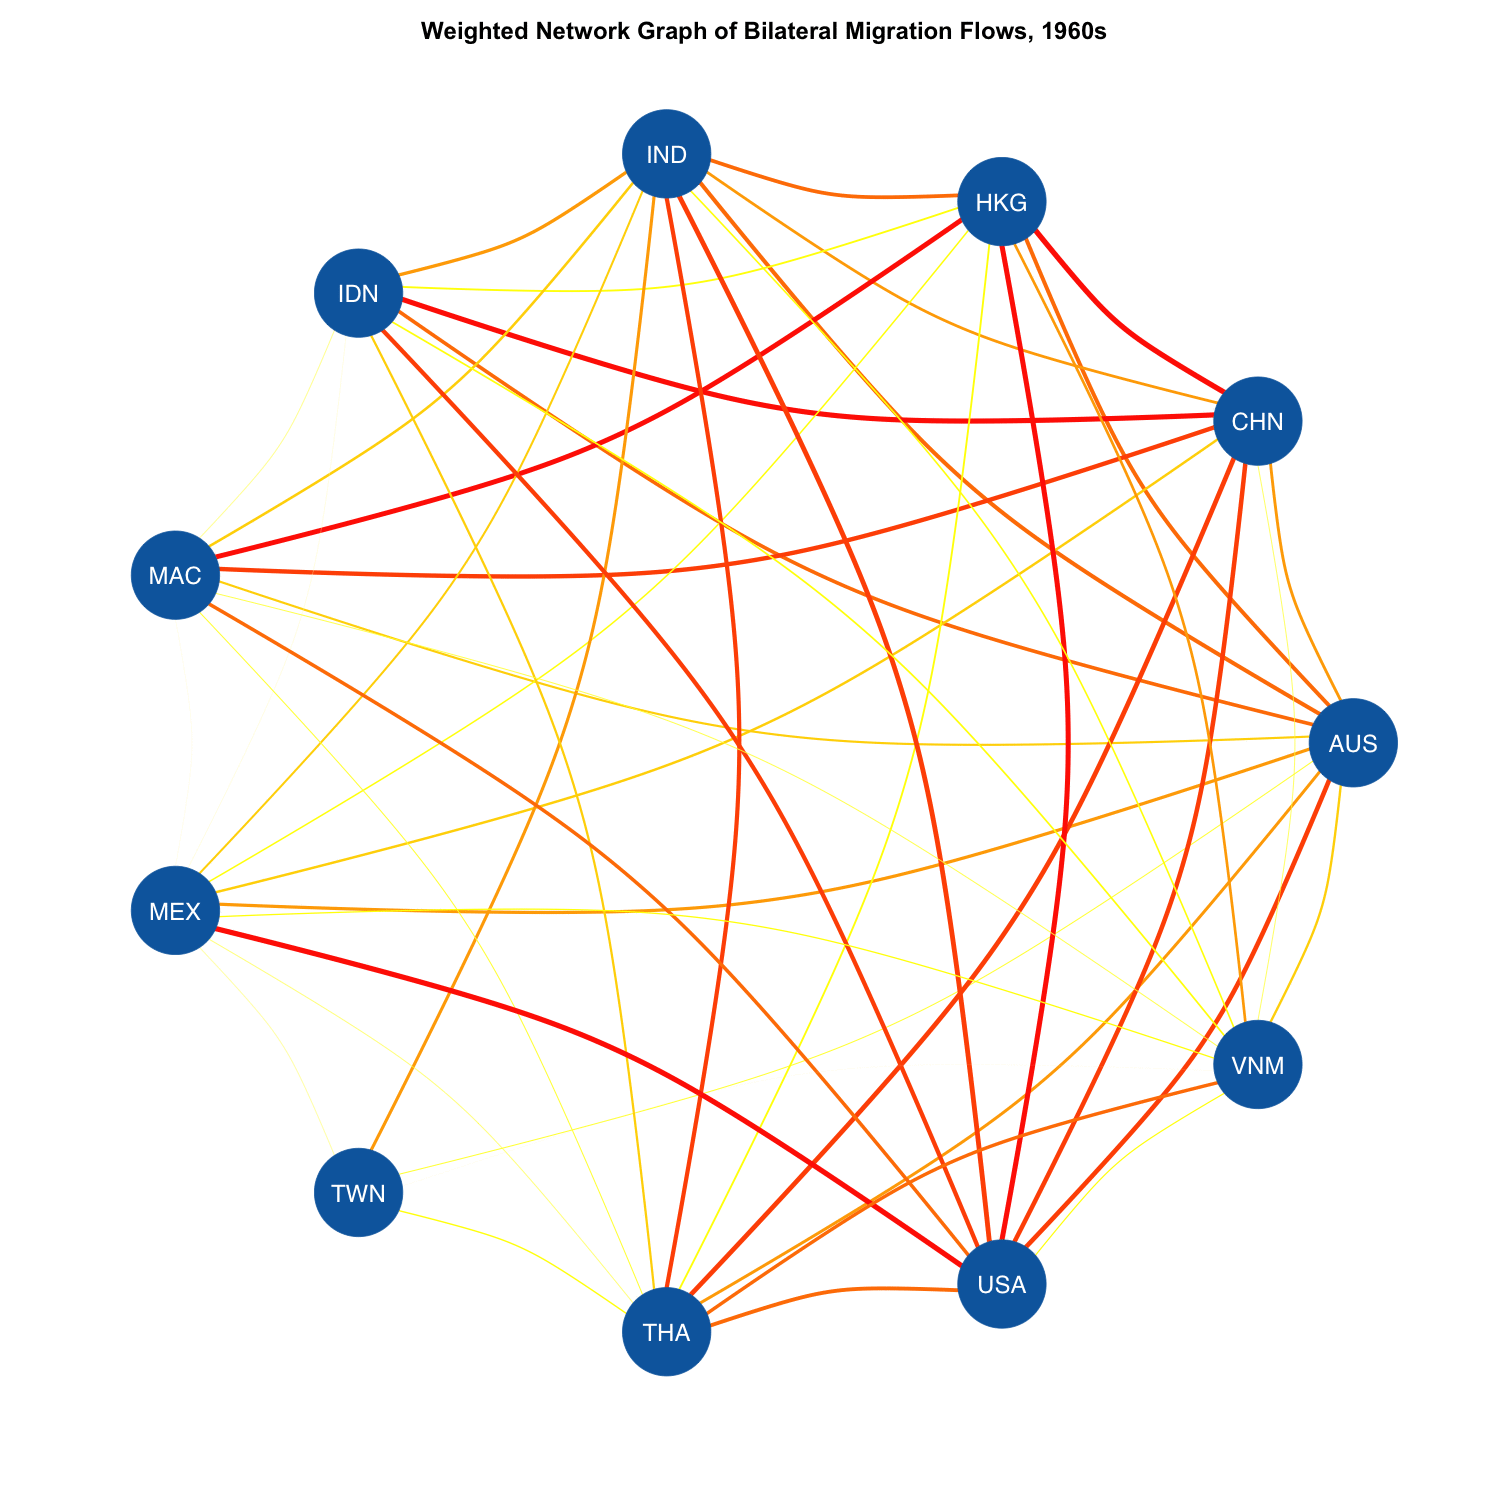 Weighted Network Graph of Bilateral Migration Flows, 1960s
IND
HKG
IDN
CHN
MAC
AUS
MEX
VNM
TWN
USA
THA